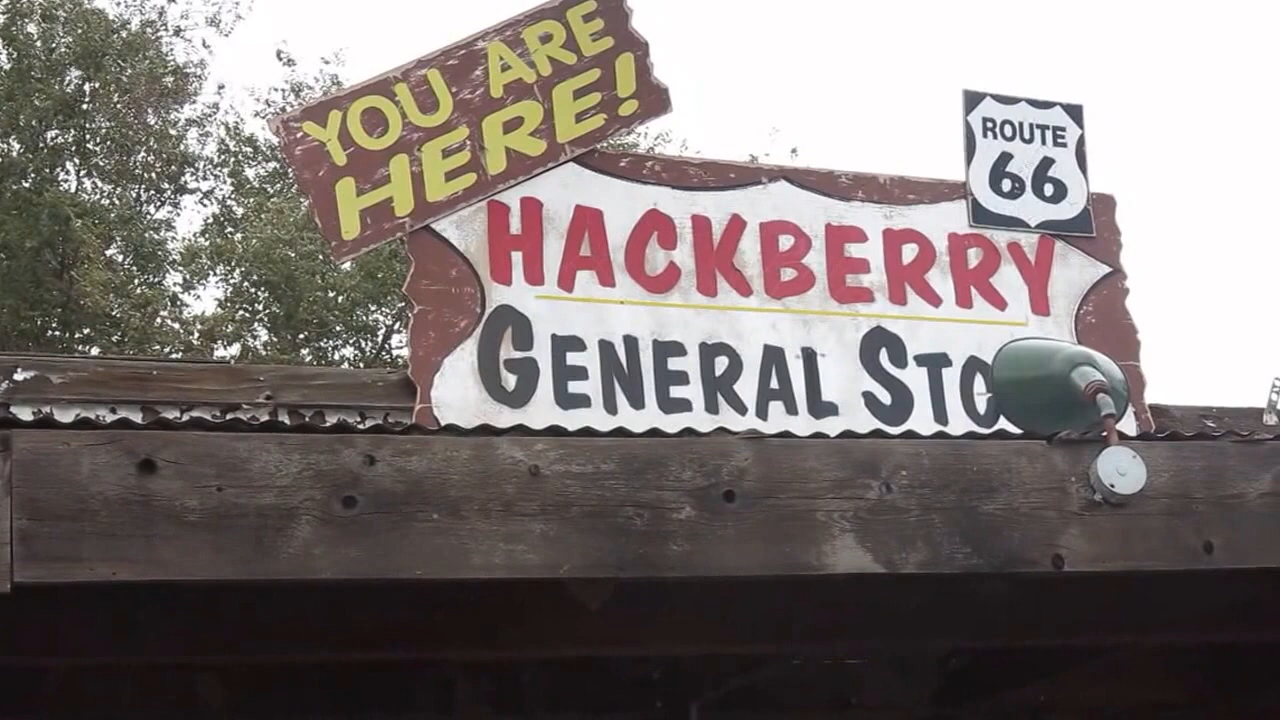 YOU ARE
HERE!
ROUTE
66
HACKBERRY
GENERAL STO